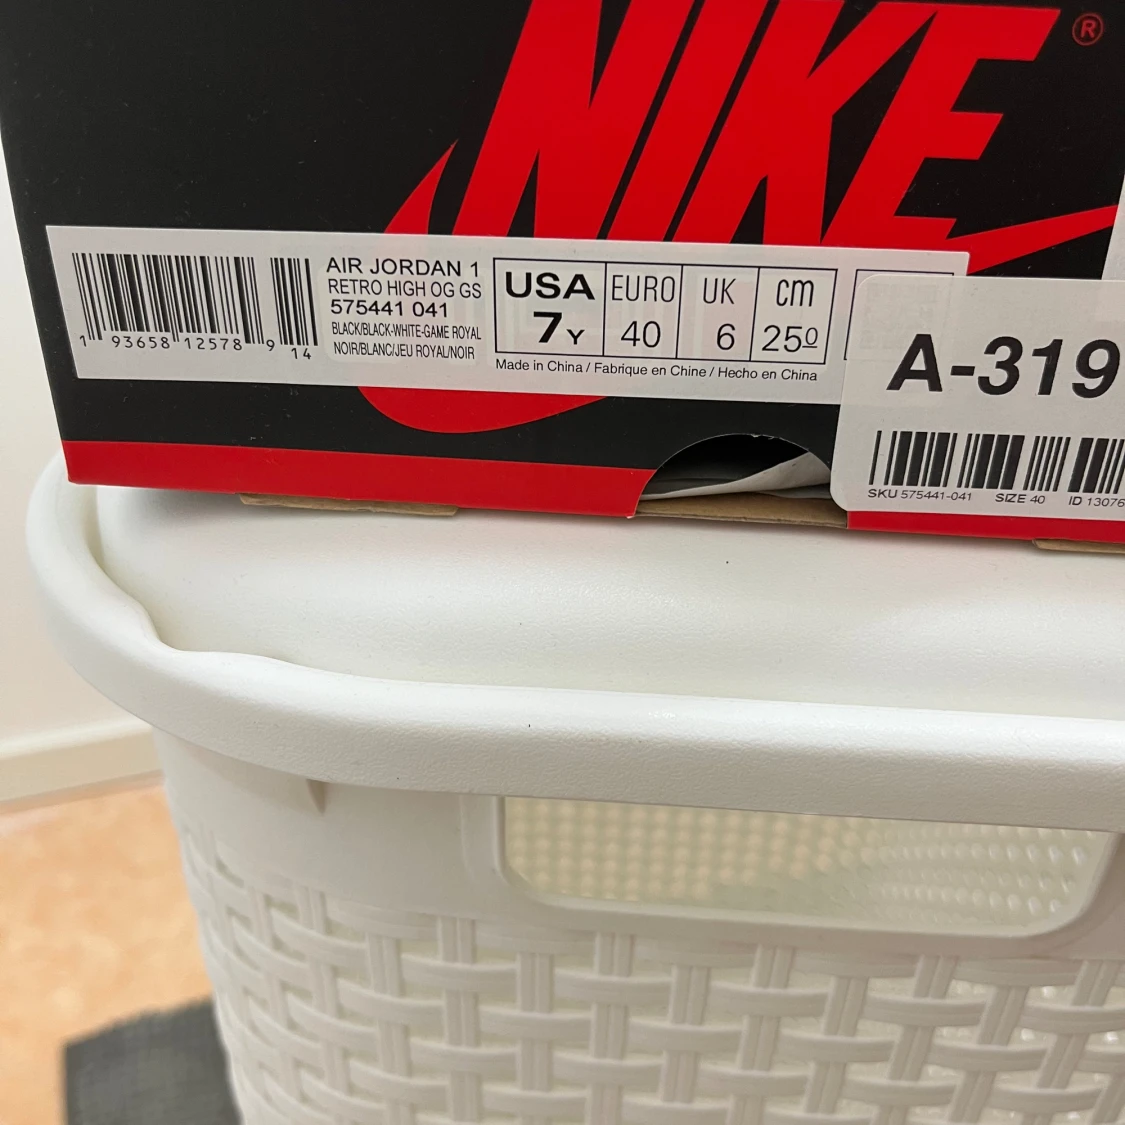 NIKE®
AIR JORDAN 1
RETRO HIGH OG GS
575441 041
BLACK/BLACK-WHITE-GAME ROYAL
NOIR/BLANC/JEU ROYAL/NOIR
1 93658 12578 9 14
USA EURO UK cm
7Y 40 6 25⁰
Made in China / Fabrique en Chine / Hecho en China
A-319
SKU 575441-041 SIZE 40 ID 13076